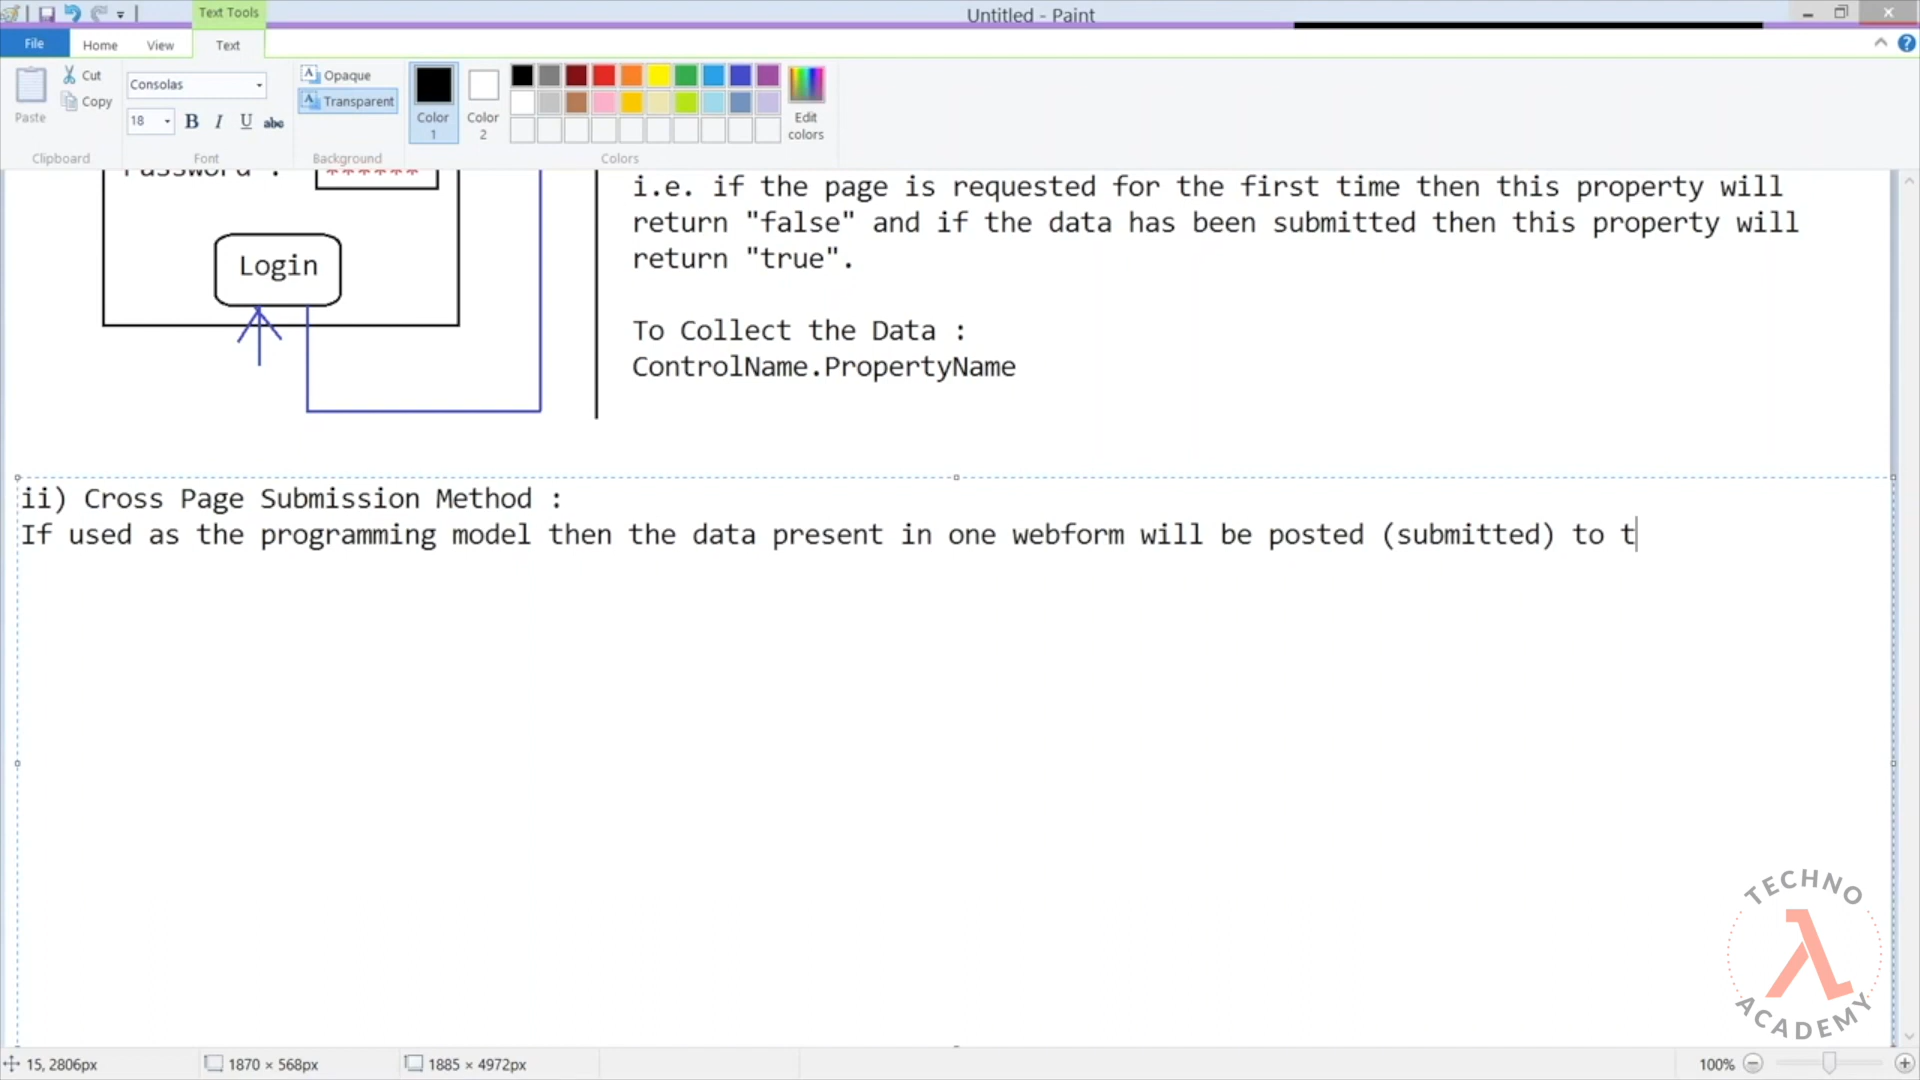 Text Tools
Untitled - Paint
File
Home
View
Text
Paste
Cut
Copy
Clipboard
Consolas
18
B I U abc
Font
Opaque
Transparent
Background
Color 1
Color 2
Edit colors
Colors
Password :
******
Login
i.e. if the page is requested for the first time then this property will
return "false" and if the data has been submitted then this property will
return "true".
To Collect the Data :
ControlName.PropertyName
ii) Cross Page Submission Method :
If used as the programming model then the data present in one webform will be posted (submitted) to t
TECHNO
ACADEMY
15, 2806px
1870 × 568px
1885 × 4972px
100%